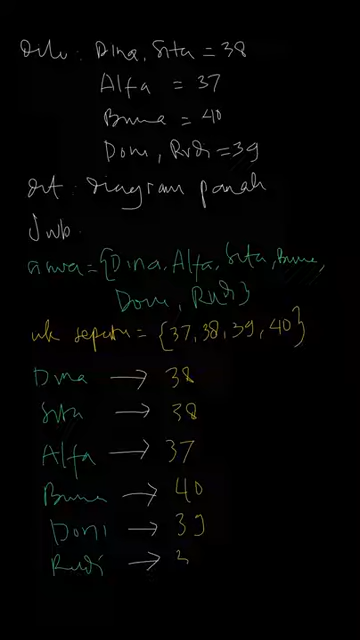 Dik : Dina, Sita = 38
Alfa = 37
Bima = 40
Doni, Rudi = 39
dit : diagram panah
Jwb
siswa = {Dina, Alfa, Sita, Bima,
Doni, Rudi}
uk sepatu = {37, 38, 39, 40}
Dina → 38
Sita → 38
Alfa → 37
Bima → 40
Doni → 39
Rudi → 3